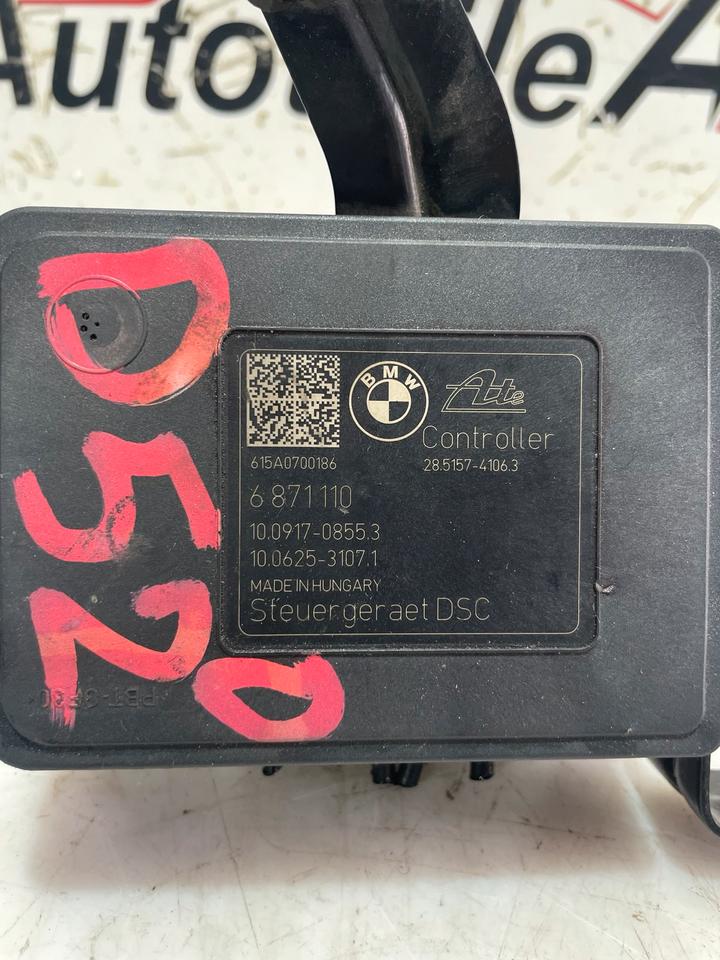 BMW
Ate
Controller
615A0700186
28.5157-4106.3
6 871 110
10.0917-0855.3
10.0625-3107.1
MADE IN HUNGARY
Steuergeraet DSC
D520